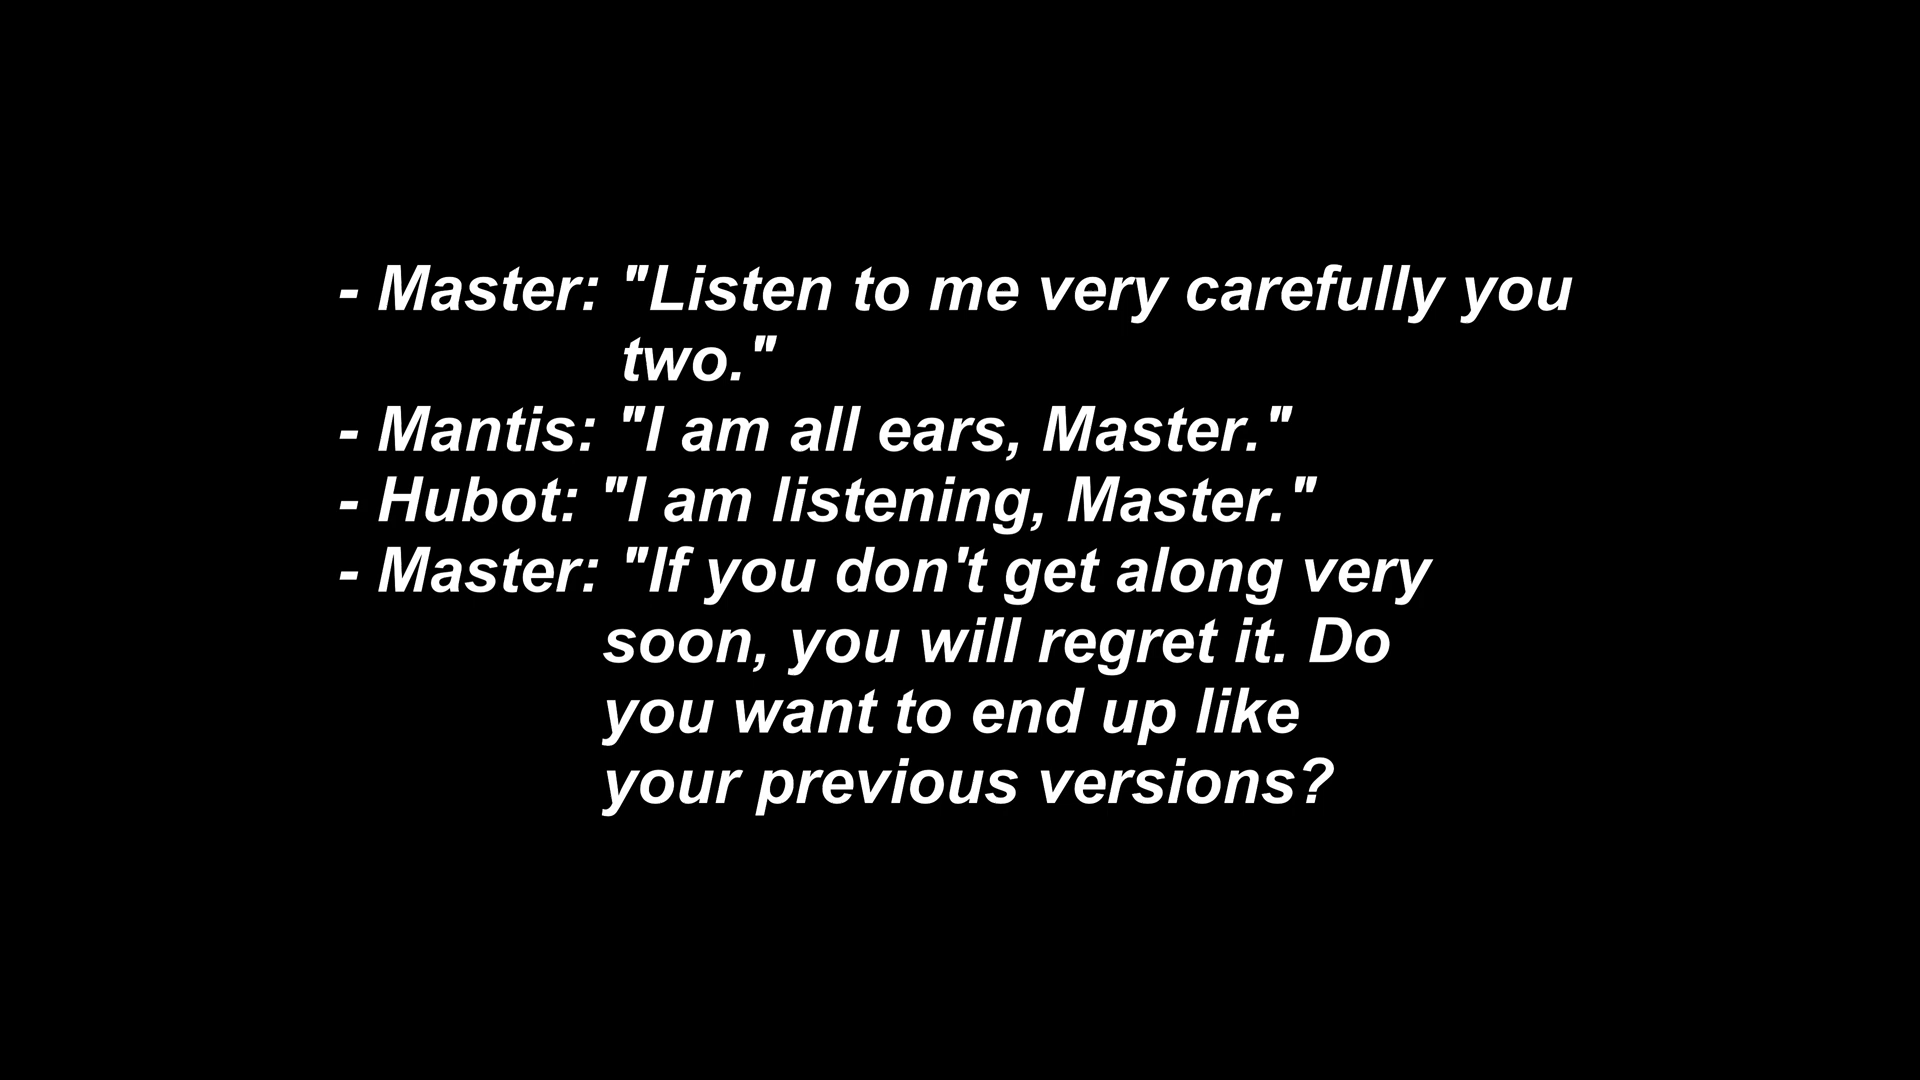 - Master: "Listen to me very carefully you
two."
- Mantis: "I am all ears, Master."
- Hubot: "I am listening, Master."
- Master: "If you don't get along very
soon, you will regret it. Do
you want to end up like
your previous versions?